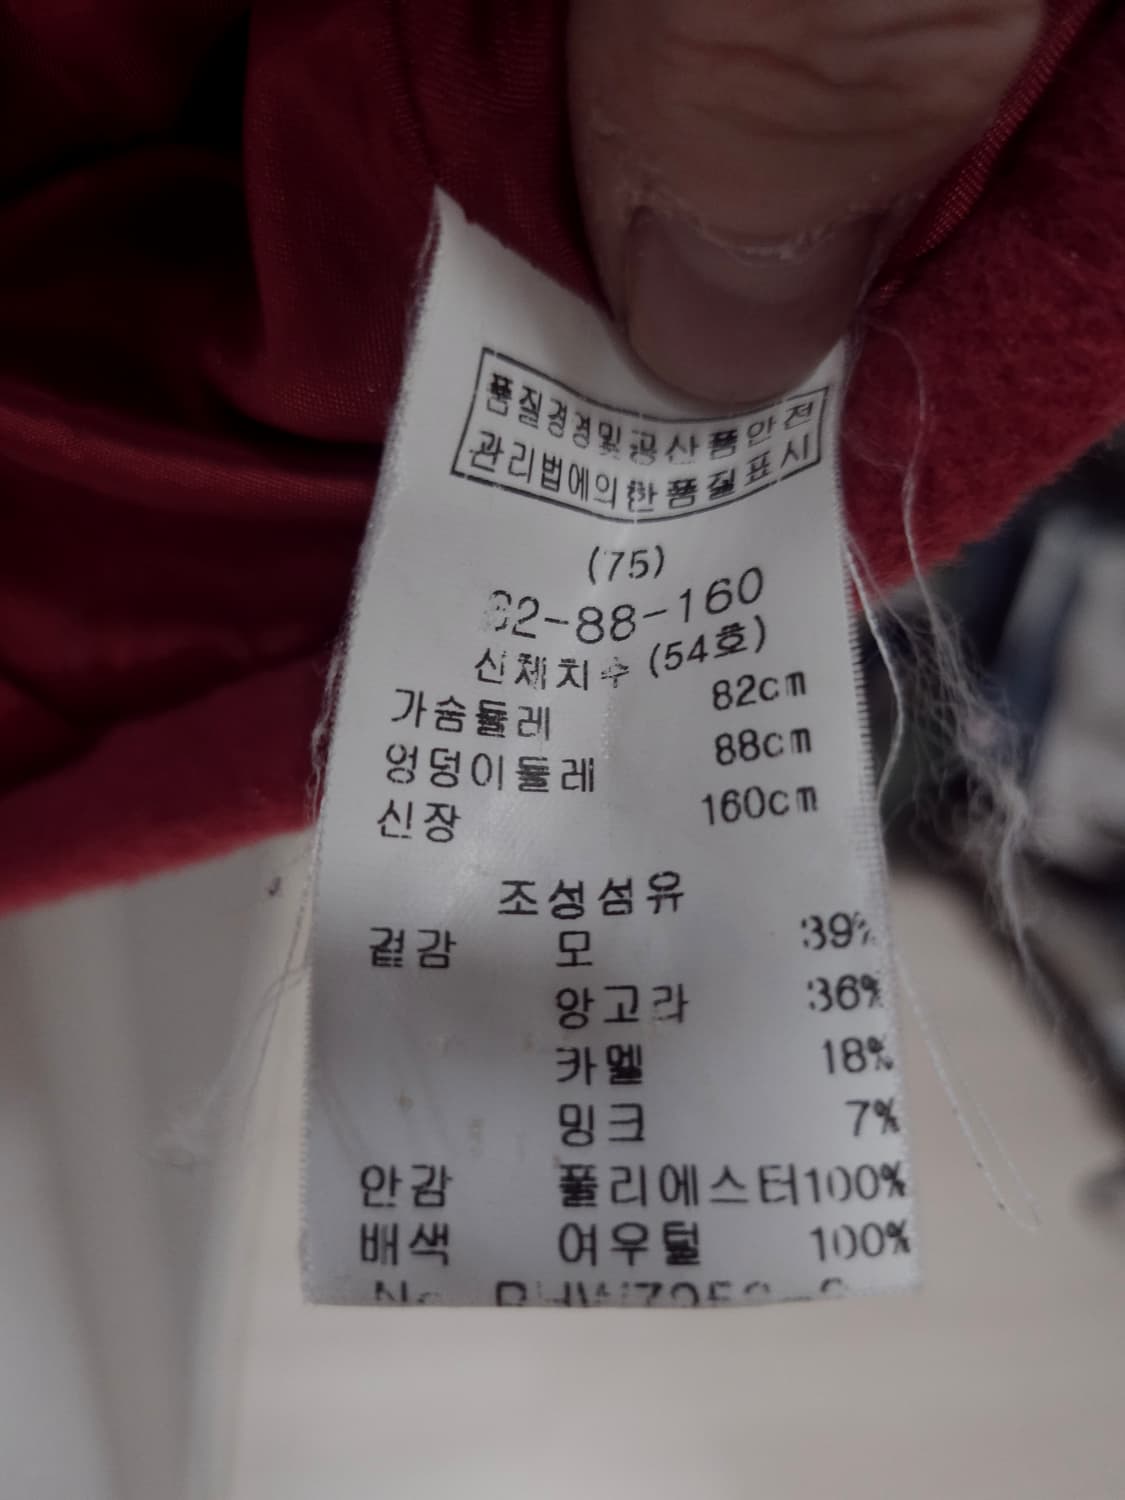 품질경경및공산품안전
관리법에의한품질표시
(75)
82-88-160
신체치수 (54호)
가슴둘레 82cm
엉덩이둘레 88cm
신장 160cm
조성섬유
겉감 모 39%
앙고라 36%
카멜 18%
밍크 7%
안감 폴리에스터100%
배색 여우털 100%
No